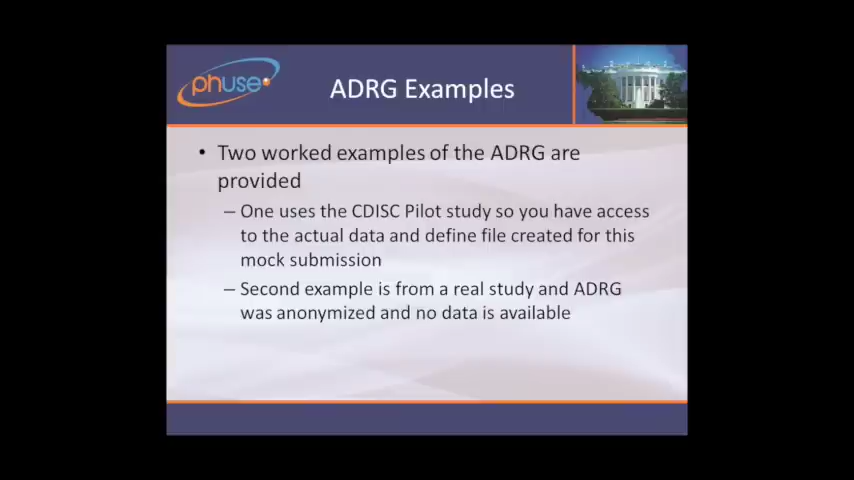 phuse
ADRG Examples
• Two worked examples of the ADRG are
provided
– One uses the CDISC Pilot study so you have access
to the actual data and define file created for this
mock submission
– Second example is from a real study and ADRG
was anonymized and no data is available